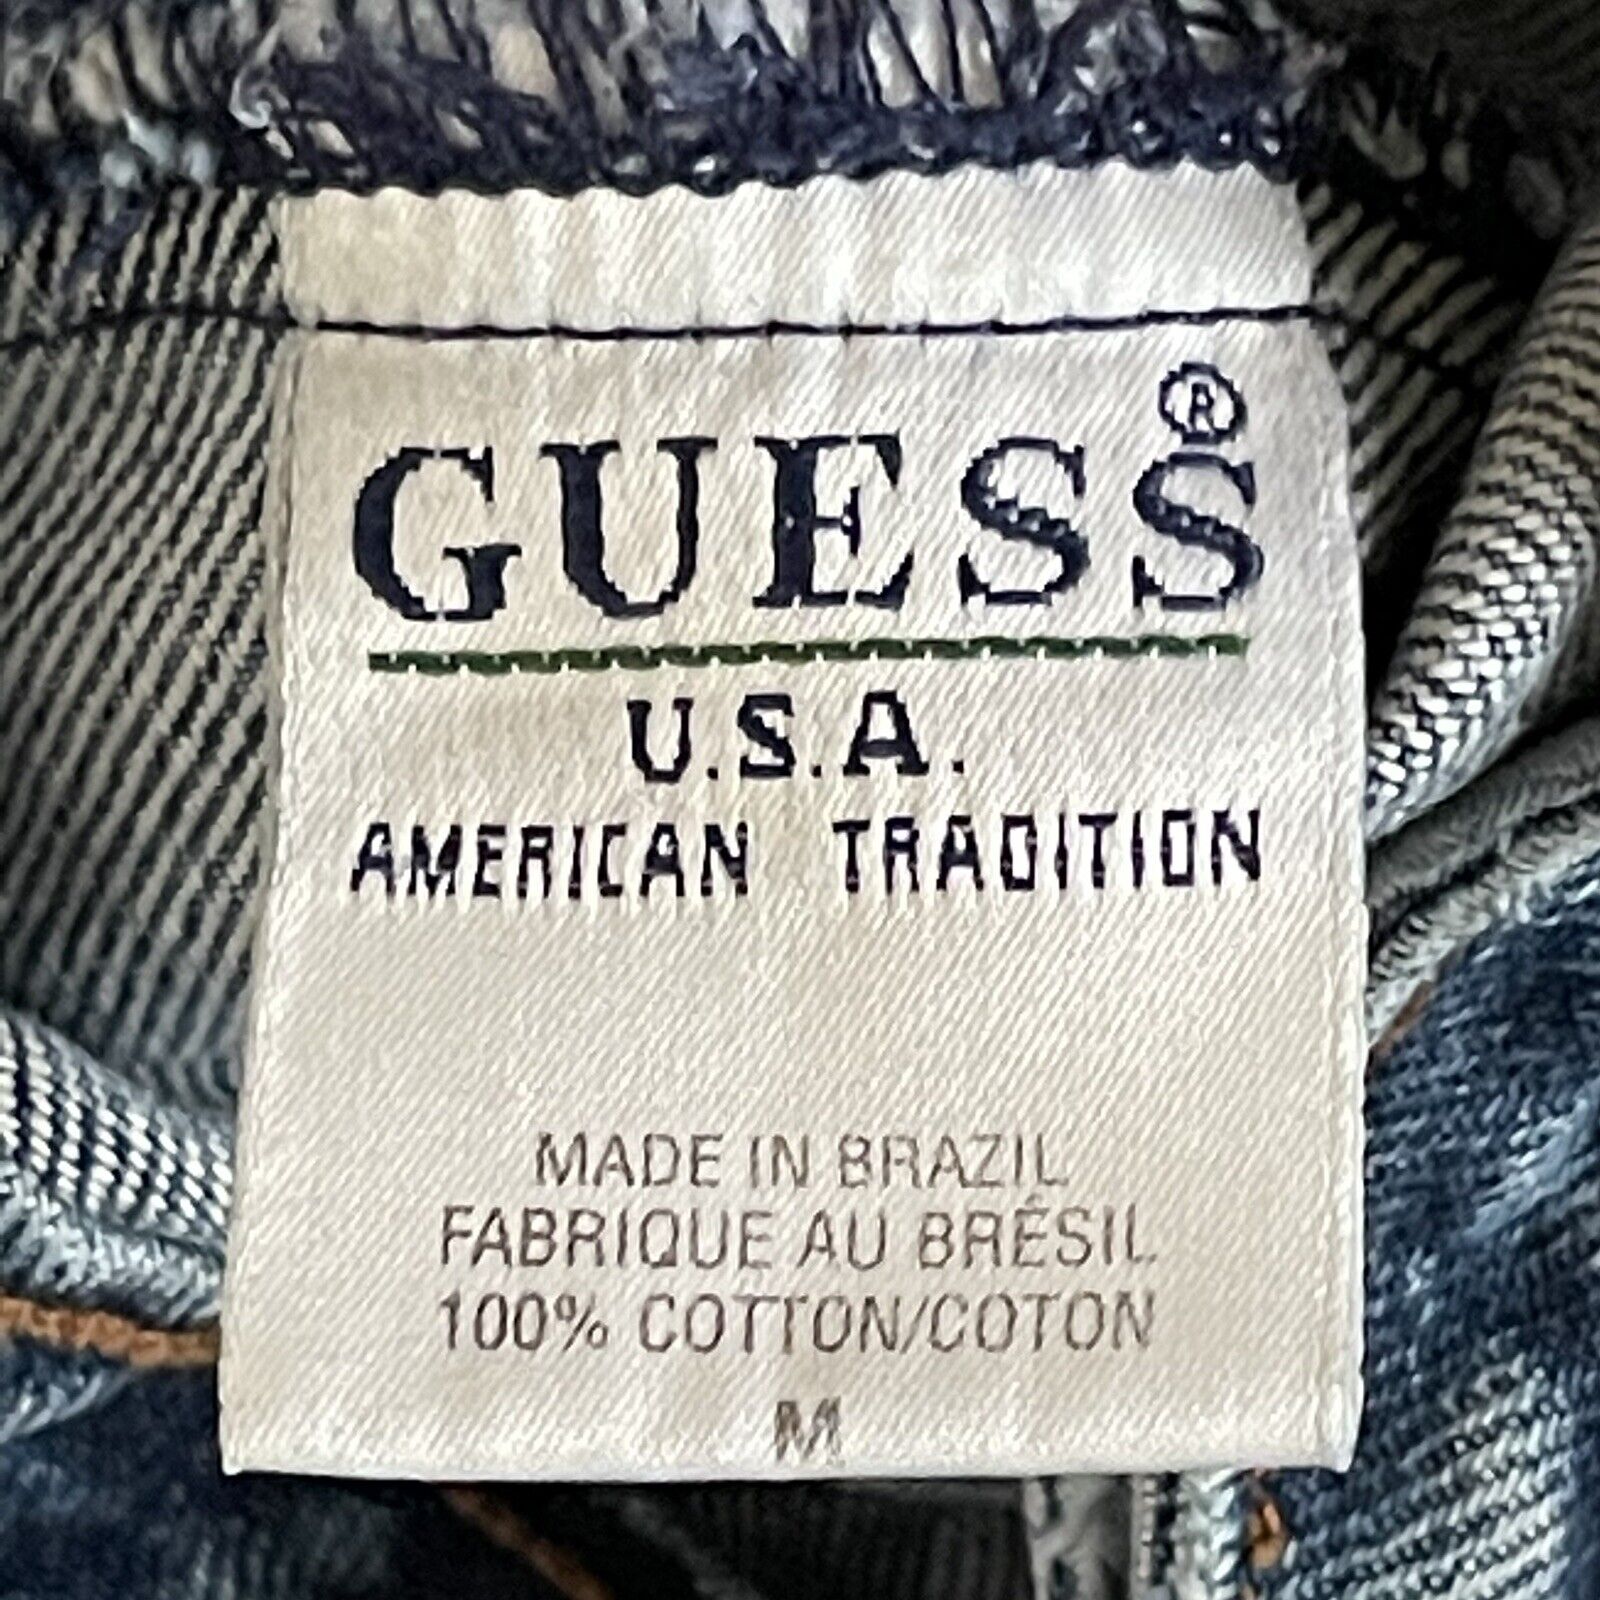 GUESS®
U.S.A.
AMERICAN TRADITION
MADE IN BRAZIL
FABRIQUE AU BRÉSIL
100% COTTON/COTON
M